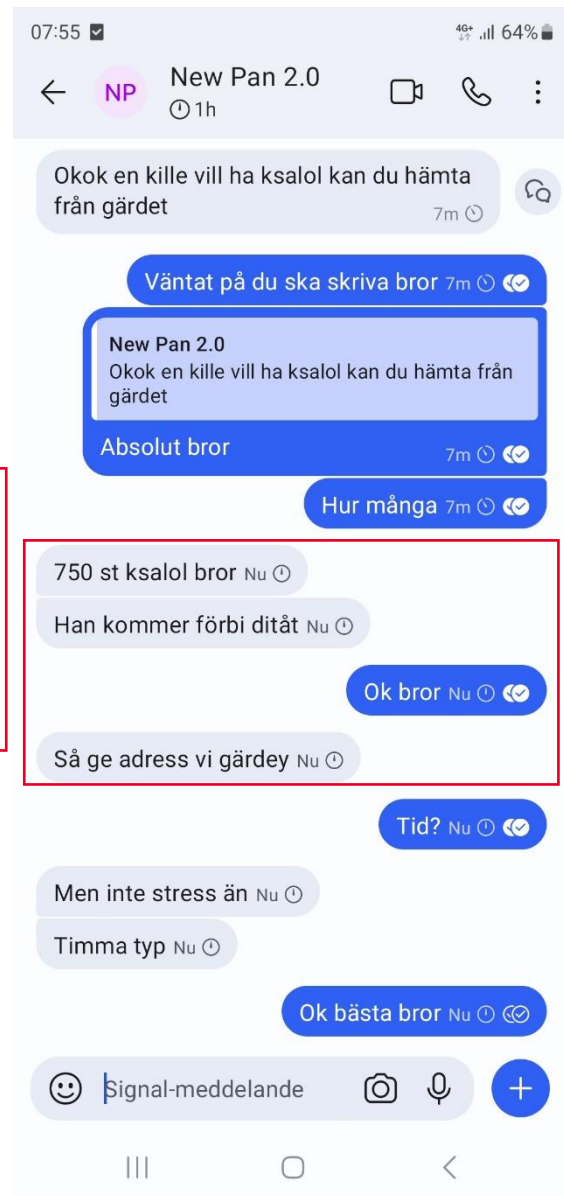 07:55 4G+ 64%
NP New Pan 2.0
1h
Okok en kille vill ha ksalol kan du hämta
från gärdet 7m
Väntat på du ska skriva bror 7m
New Pan 2.0
Okok en kille vill ha ksalol kan du hämta från
gärdet
Absolut bror 7m
Hur många 7m
750 st ksalol bror Nu
Han kommer förbi ditåt Nu
Ok bror Nu
Så ge adress vi gärdey Nu
Tid? Nu
Men inte stress än Nu
Timma typ Nu
Ok bästa bror Nu
Signal-meddelande